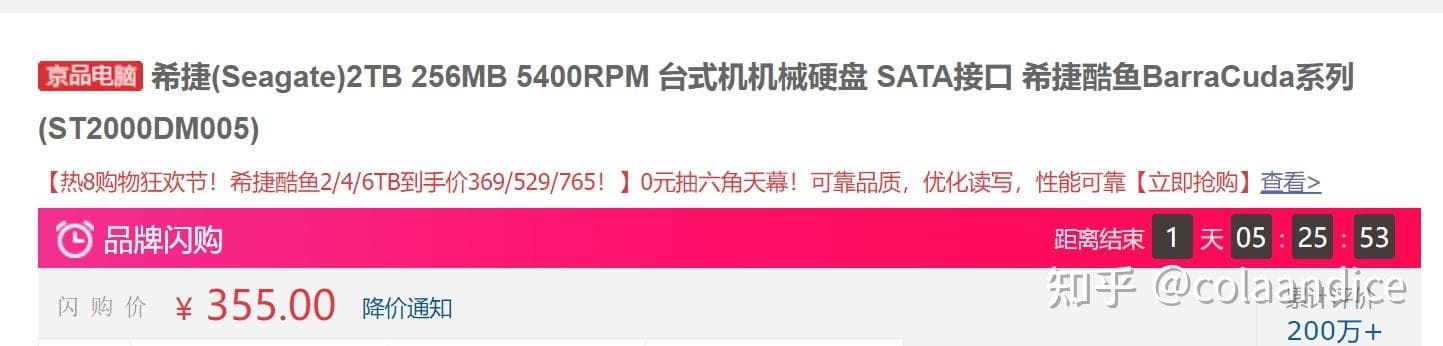 京品电脑 希捷(Seagate)2TB 256MB 5400RPM 台式机机械硬盘 SATA接口 希捷酷鱼BarraCuda系列
(ST2000DM005)
【热8购物狂欢节！希捷酷鱼2/4/6TB到手价369/529/765！】0元抽六角天幕！可靠品质，优化读写，性能可靠【立即抢购】查看>
品牌闪购 距离结束 1 天 05 : 25 : 53
闪购价 ¥ 355.00 降价通知 累计评价
知乎 @colaandice
200万+